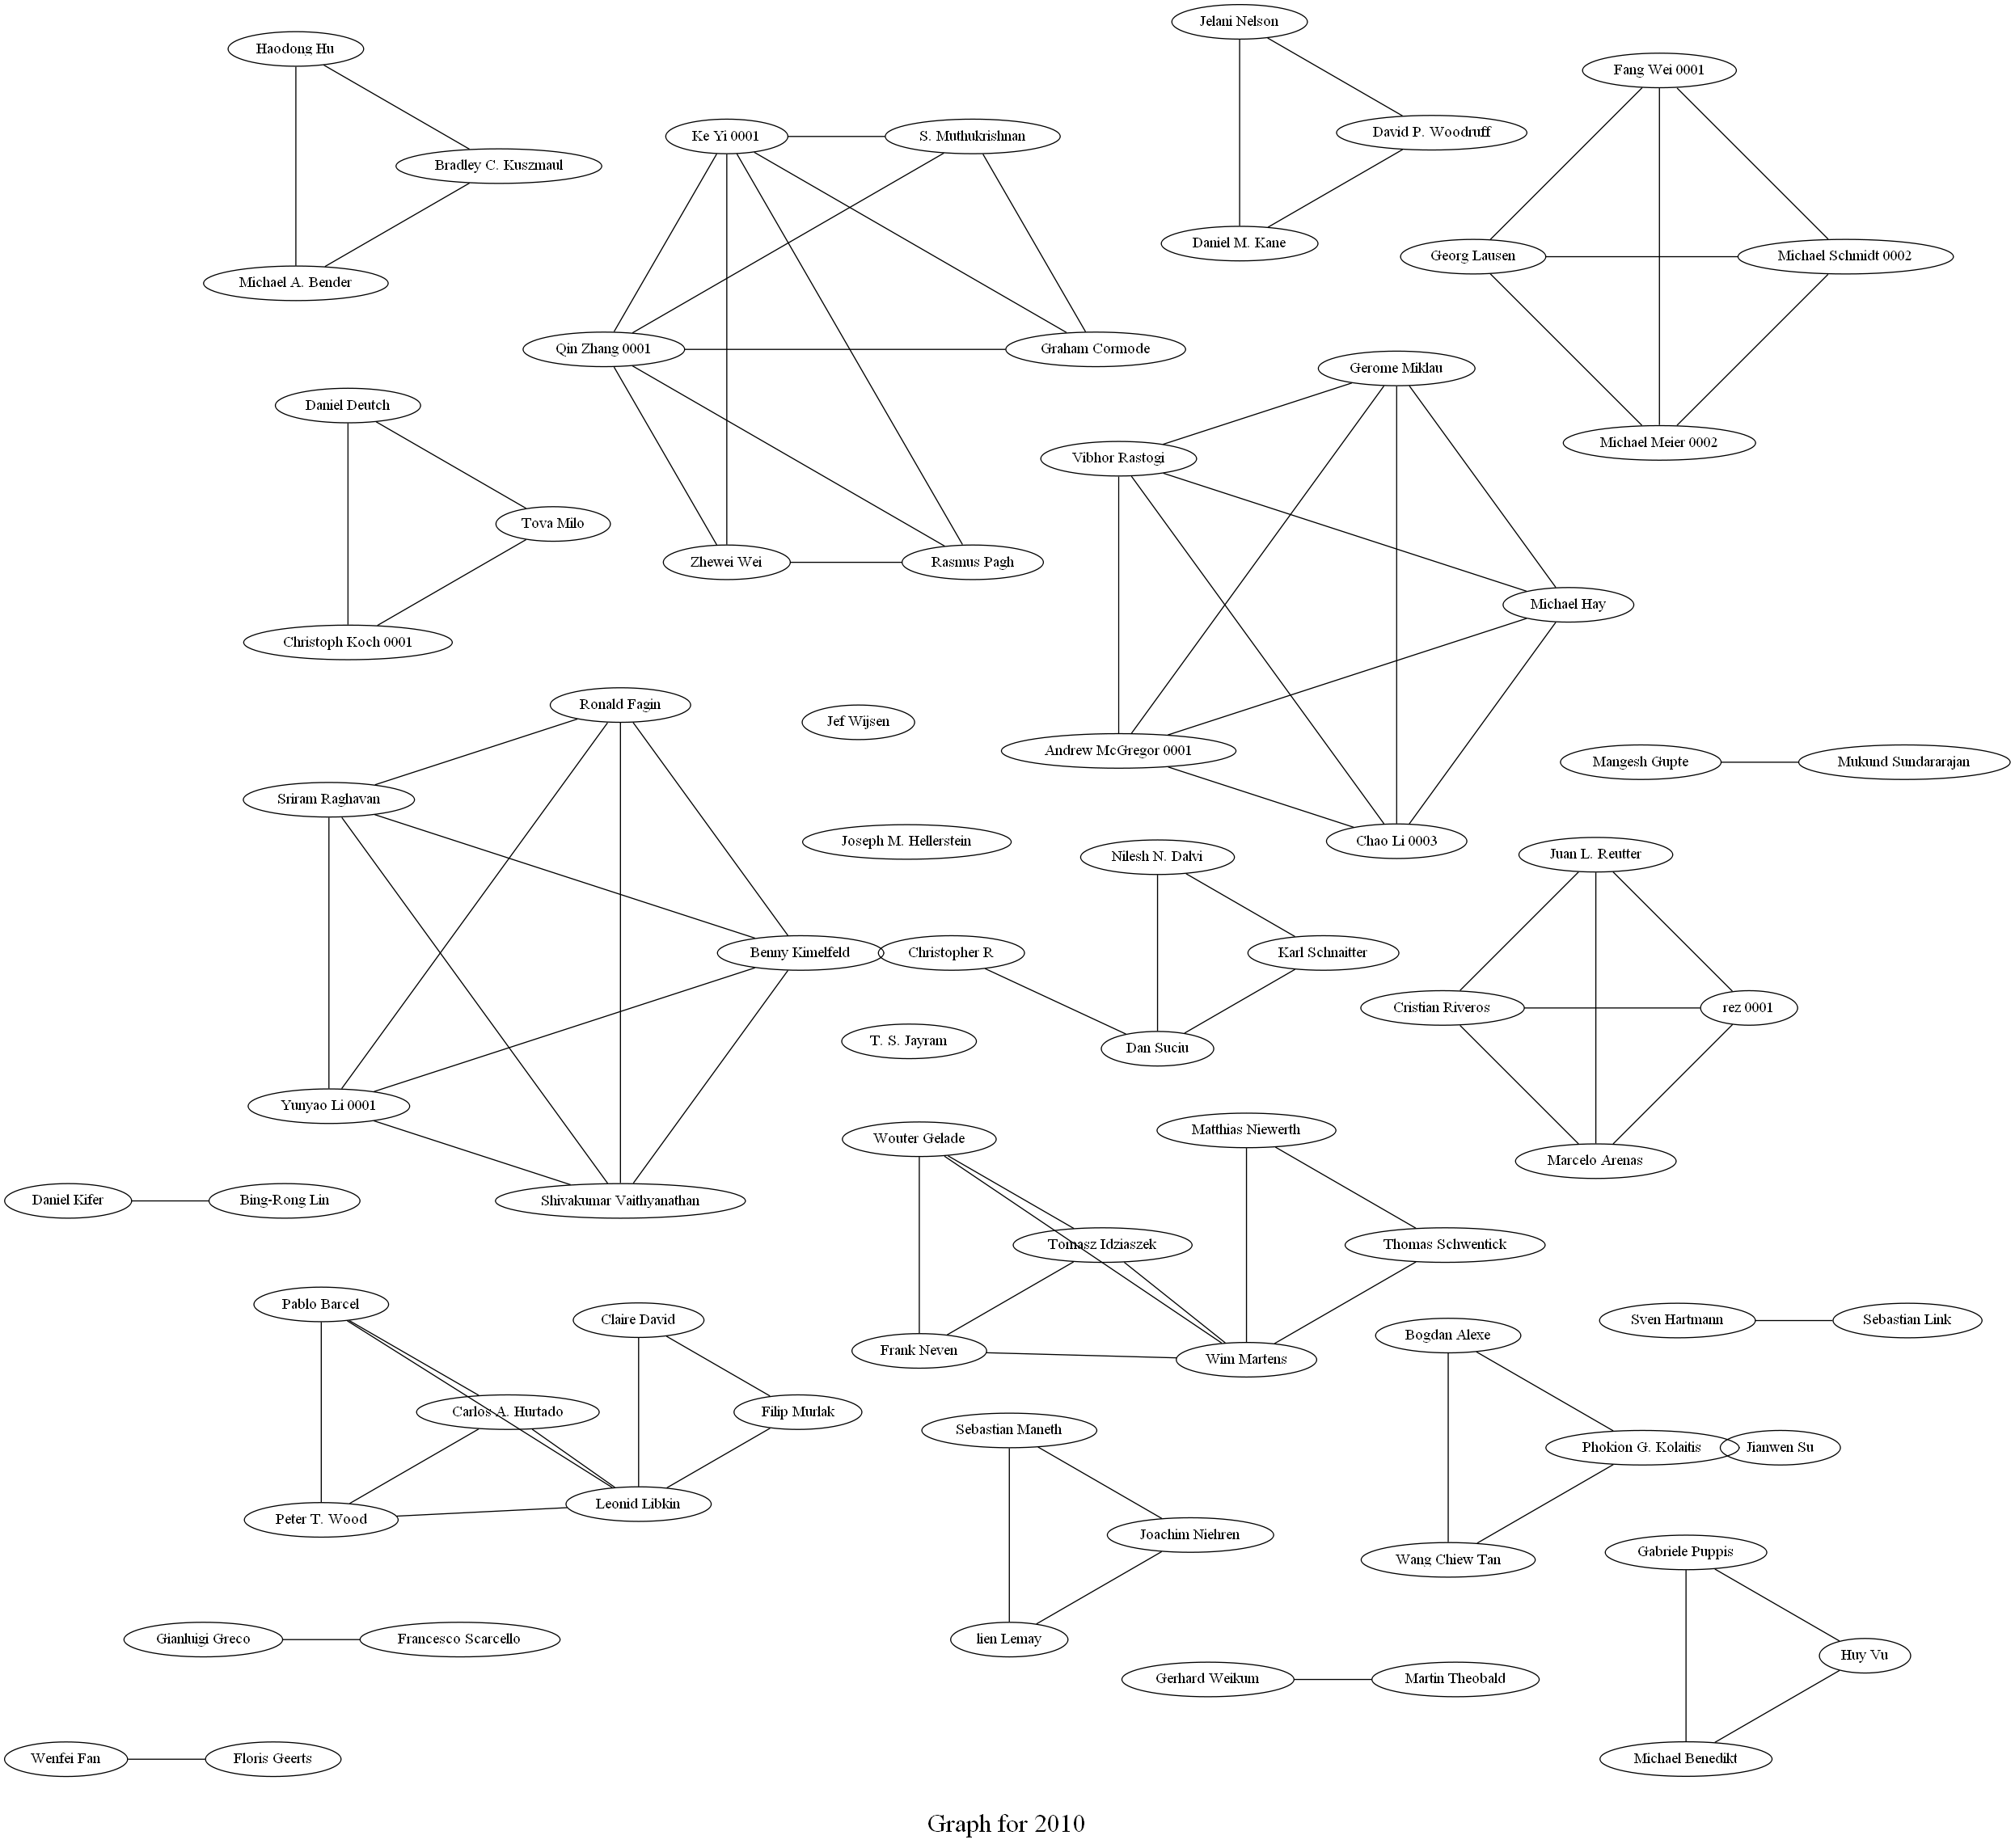 Jelani Nelson
Haodong Hu
Fang Wei 0001
David P. Woodruff
Ke Yi 0001
S. Muthukrishnan
Bradley C. Kuszmaul
Daniel M. Kane
Georg Lausen
Michael Schmidt 0002
Michael A. Bender
Qin Zhang 0001
Graham Cormode
Gerome Miklau
Daniel Deutch
Michael Meier 0002
Vibhor Rastogi
Tova Milo
Zhewei Wei
Rasmus Pagh
Michael Hay
Christoph Koch 0001
Ronald Fagin
Jef Wijsen
Andrew McGregor 0001
Mangesh Gupte
Mukund Sundararajan
Sriram Raghavan
Joseph M. Hellerstein
Chao Li 0003
Nilesh N. Dalvi
Juan L. Reutter
Benny Kimelfeld
Christopher R
Karl Schnaitter
Cristian Riveros
rez 0001
T. S. Jayram
Dan Suciu
Yunyao Li 0001
Wouter Gelade
Matthias Niewerth
Marcelo Arenas
Daniel Kifer
Bing-Rong Lin
Shivakumar Vaithyanathan
Tomasz Idziaszek
Thomas Schwentick
Pablo Barcel
Claire David
Sven Hartmann
Sebastian Link
Bogdan Alexe
Frank Neven
Wim Martens
Carlos A. Hurtado
Filip Murlak
Sebastian Maneth
Phokion G. Kolaitis
Jianwen Su
Leonid Libkin
Peter T. Wood
Joachim Niehren
Wang Chiew Tan
Gabriele Puppis
Gianluigi Greco
Francesco Scarcello
lien Lemay
Huy Vu
Gerhard Weikum
Martin Theobald
Wenfei Fan
Floris Geerts
Michael Benedikt
Graph for 2010